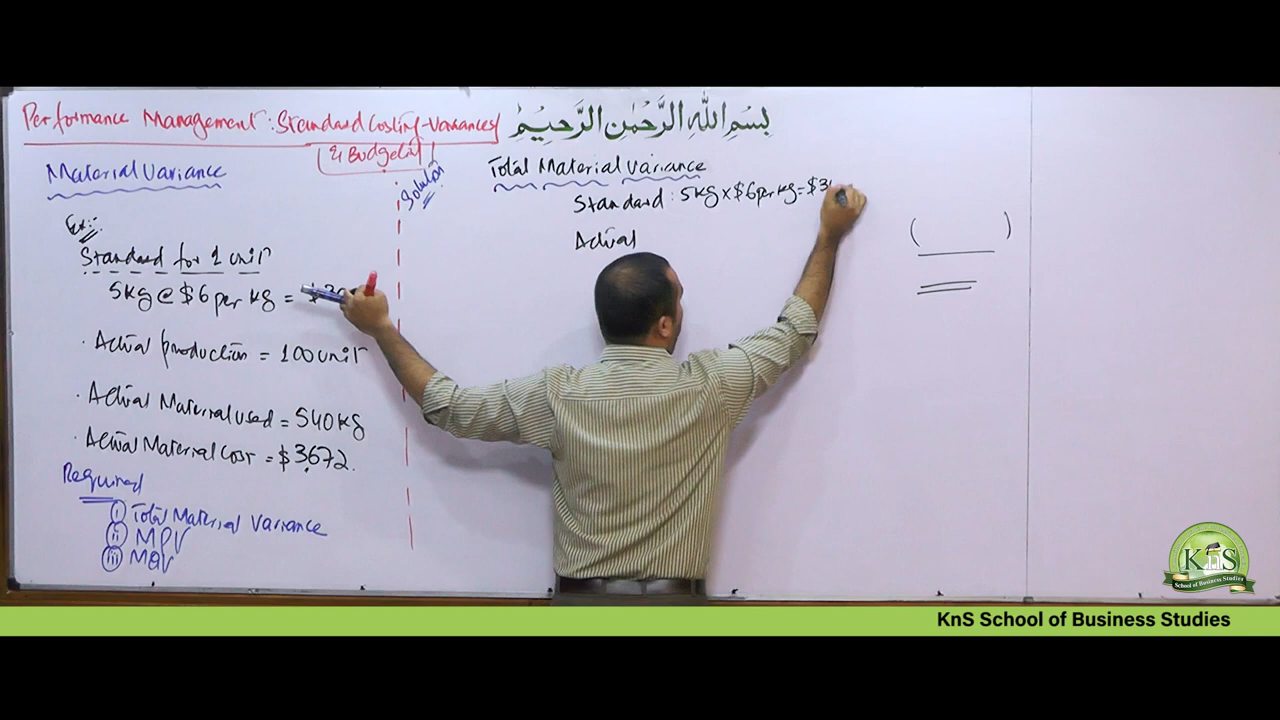 Performance Management: Standard Costing-Variances
& Budgeting
بِسْمِ اللهِ الرَّحْمٰنِ الرَّحِيْمِ
Material Variance
Ex:-
Standard for 1 unit
5Kg @ $6 per Kg =
Actual production = 100 unit
Actual Material used = 540 Kg
Actual Material Cost = $3672.
Required
i Total Material Variance
ii MPV
iii MQV
Solution
Total Material Variance
Standard: 5Kg x $6 per Kg = $3
Actual
( )
KnS
School of Business Studies
KnS School of Business Studies